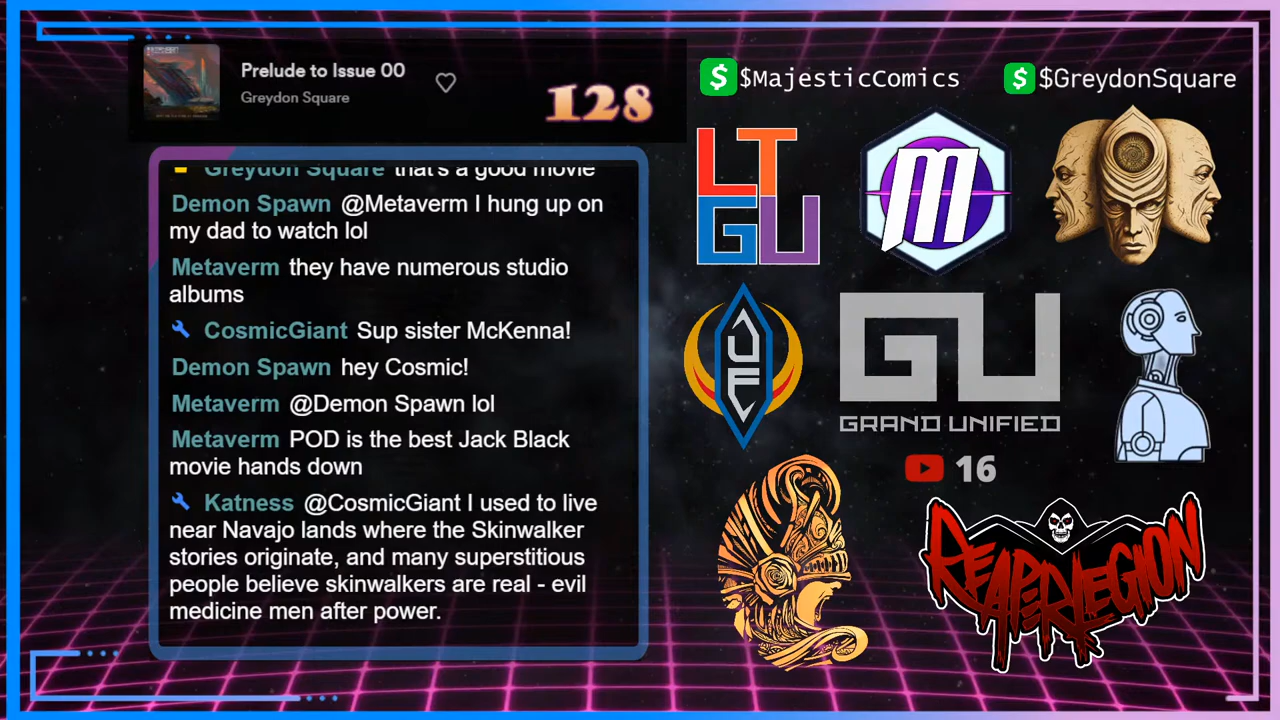 Prelude to Issue 00
Greydon Square
128
$MajesticComics
$GreydonSquare
Greydon Square that's a good movie
Demon Spawn @Metaverm I hung up on
my dad to watch lol
Metaverm they have numerous studio
albums
CosmicGiant Sup sister McKenna!
Demon Spawn hey Cosmic!
Metaverm @Demon Spawn lol
Metaverm POD is the best Jack Black
movie hands down
Katness @CosmicGiant I used to live
near Navajo lands where the Skinwalker
stories originate, and many superstitious
people believe skinwalkers are real - evil
medicine men after power.
LT
GU
M
GU
GRAND UNIFIED
16
REAPER LEGION